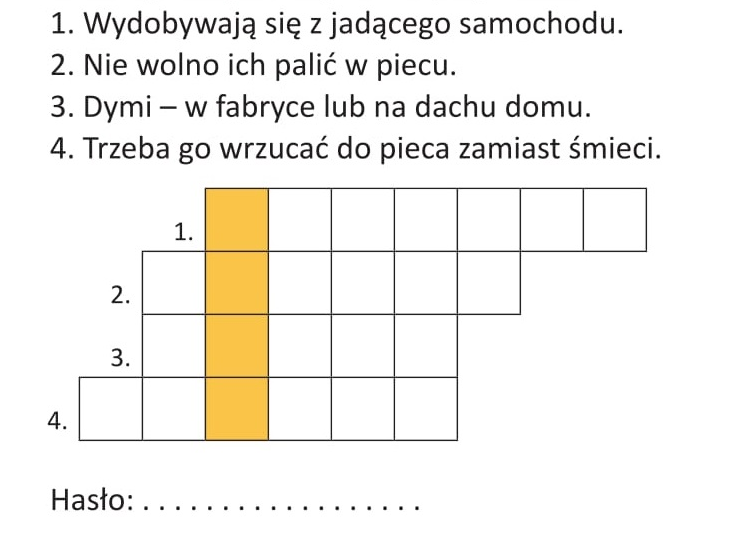 1. Wydobywają się z jadącego samochodu.
2. Nie wolno ich palić w piecu.
3. Dymi – w fabryce lub na dachu domu.
4. Trzeba go wrzucać do pieca zamiast śmieci.
1.
2.
3.
4.
Hasło: . . . . . . . . . . . . . . . . . .